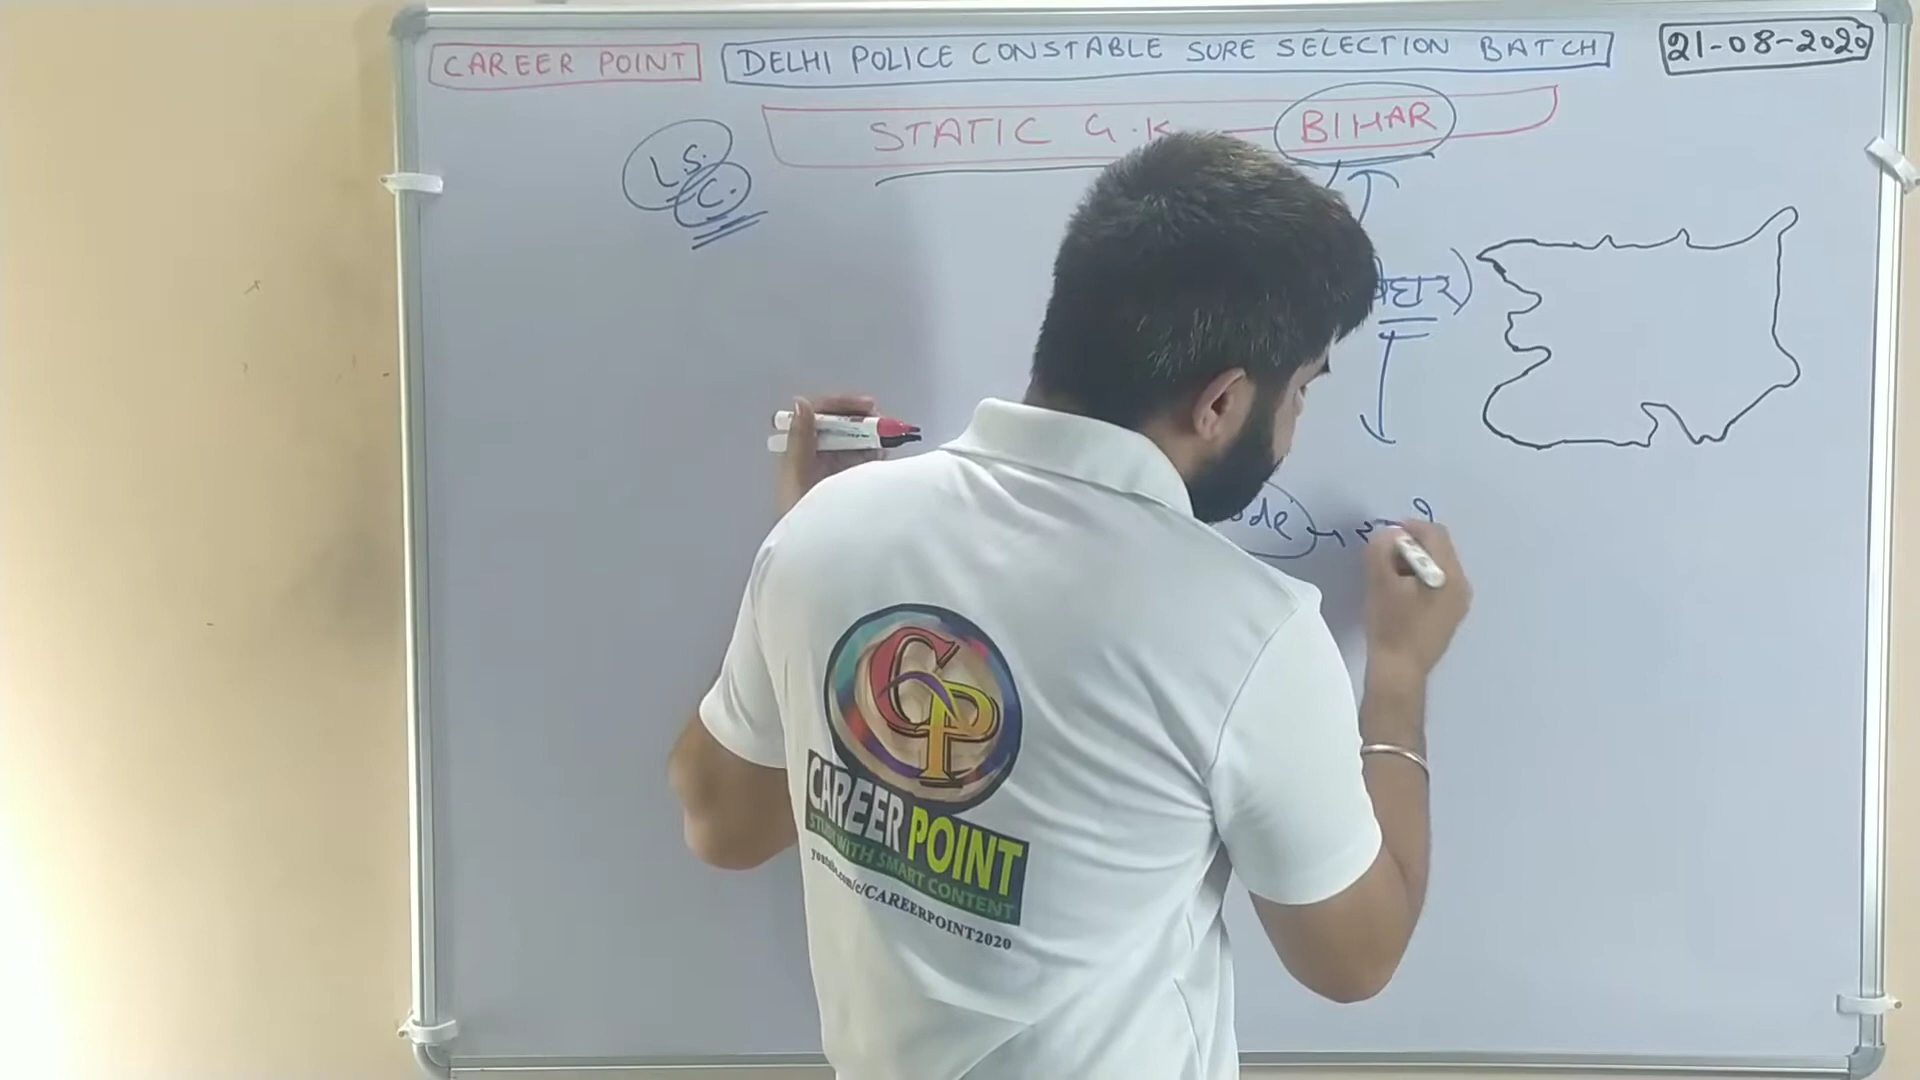 CAREER POINT DELHI POLICE CONSTABLE SURE SELECTION BATCH 21-08-2020
STATIC G.K BIHAR
L.S.
C.
CP
CAREER POINT
STUDY WITH SMART CONTENT
youtube.com/c/CAREERPOINT2020